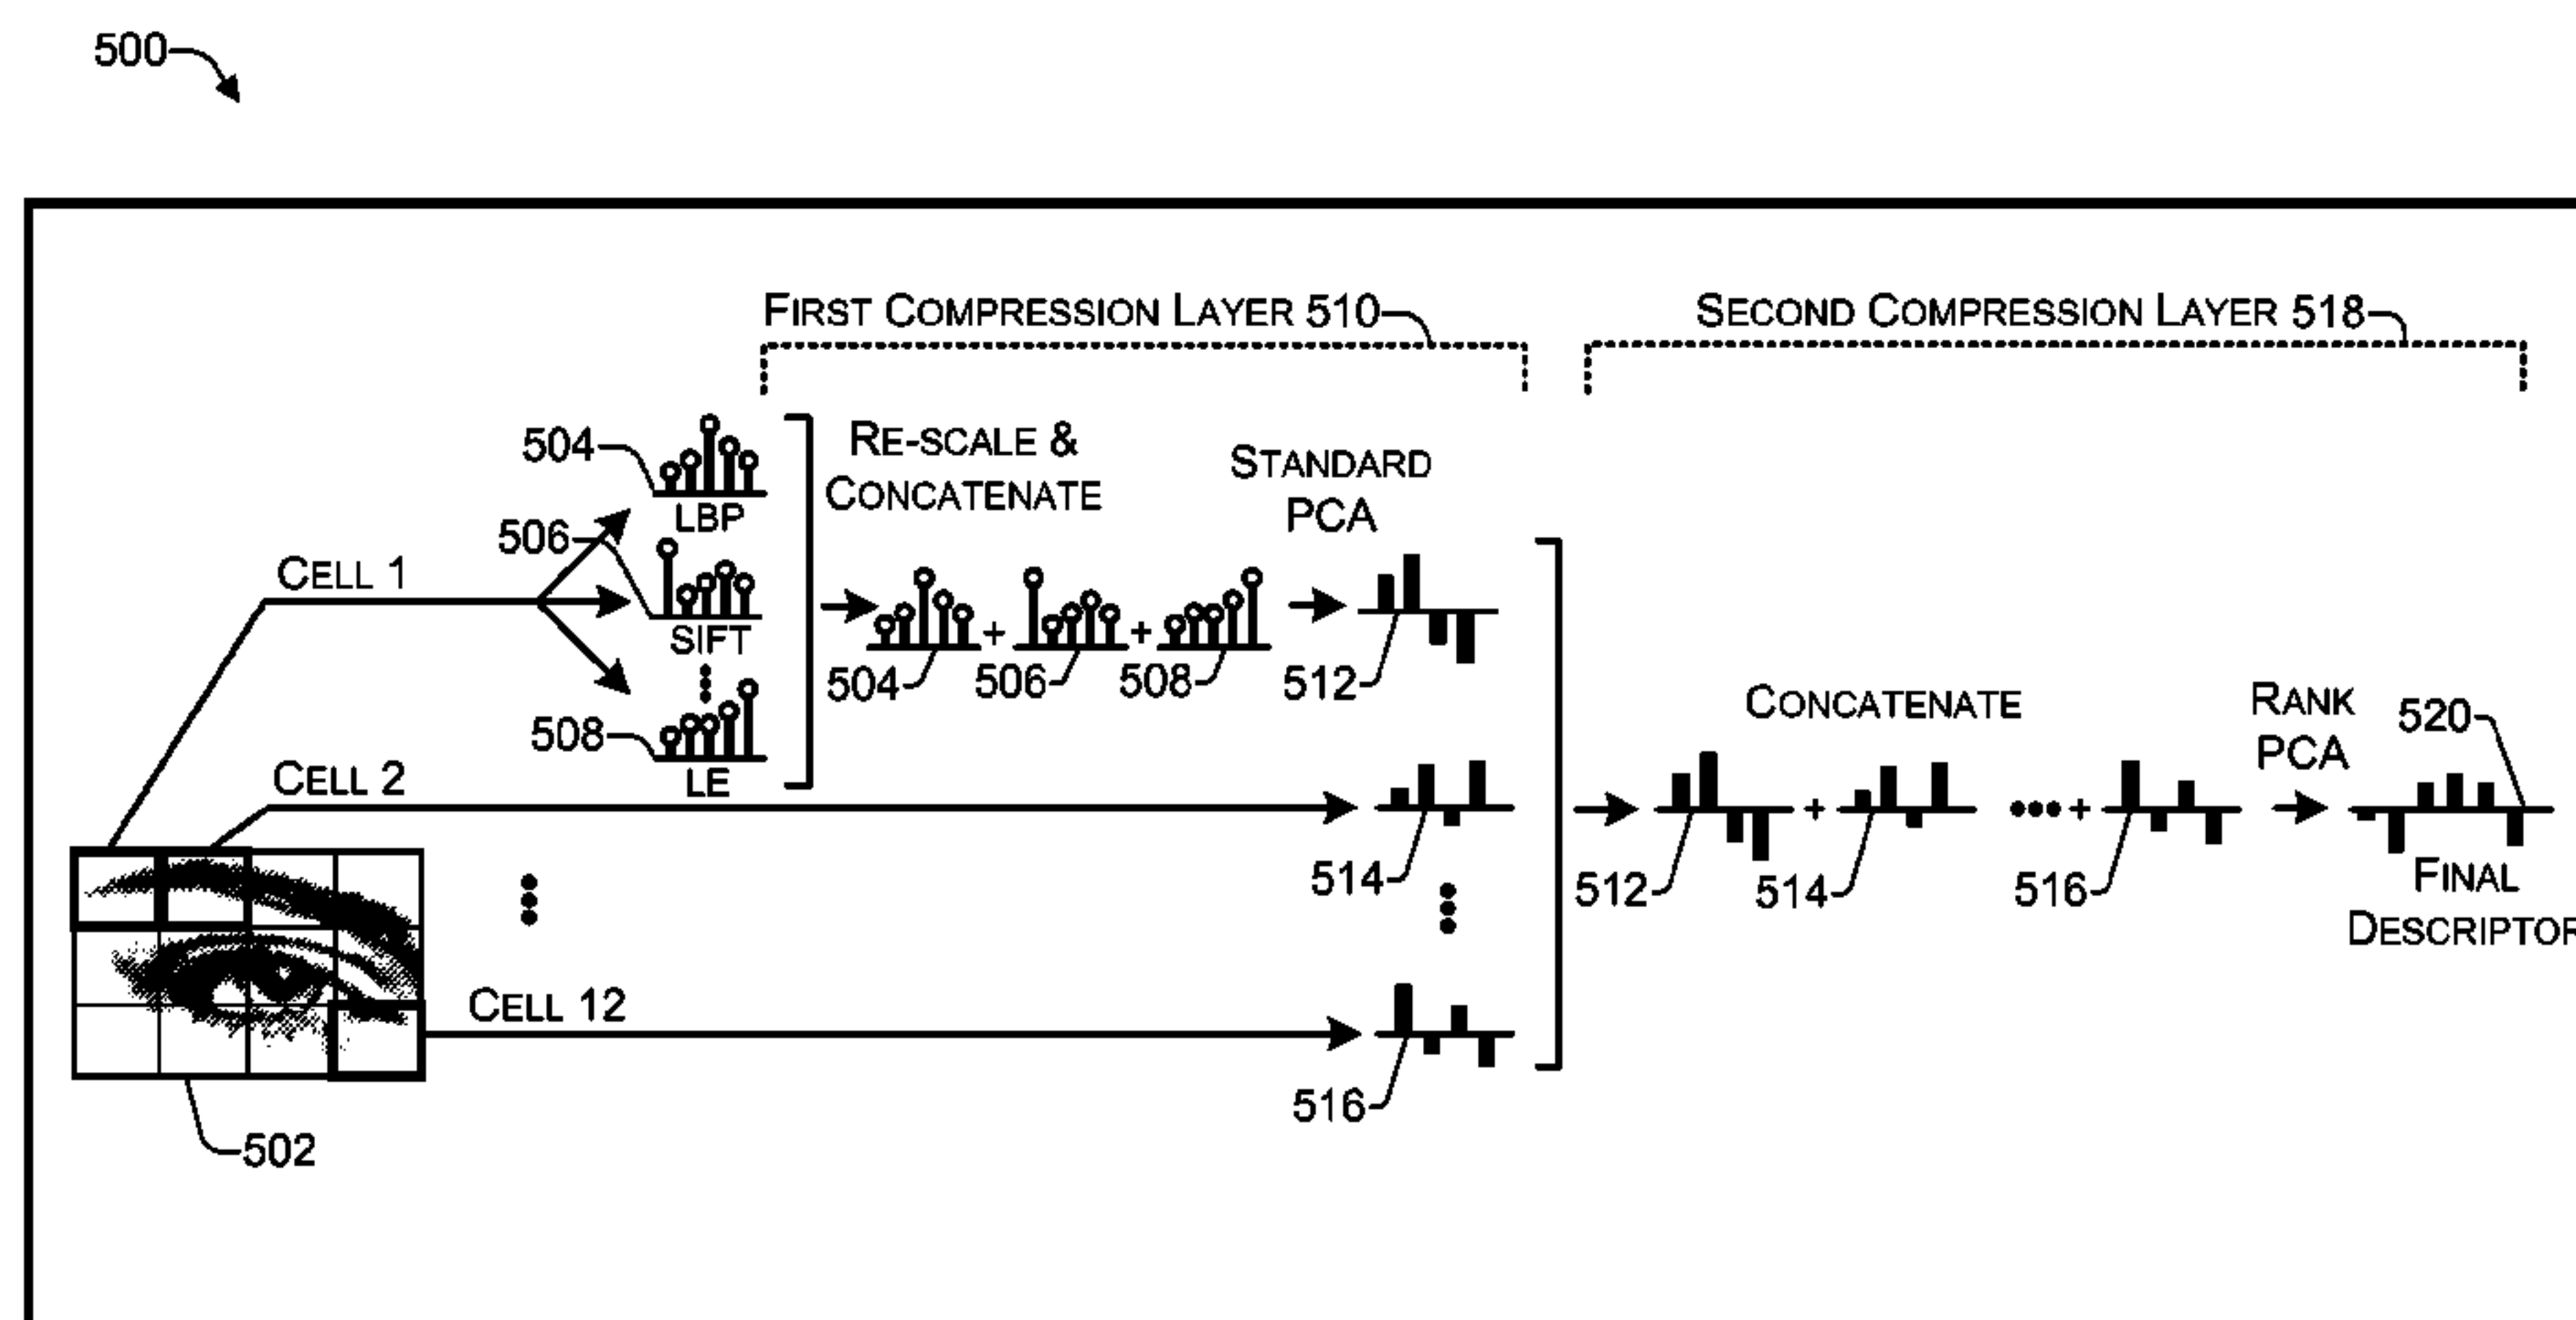 500
FIRST COMPRESSION LAYER 510
SECOND COMPRESSION LAYER 518
504
LBP
RE-SCALE &
CONCATENATE
STANDARD
PCA
506
SIFT
CELL 1
504 + 506 + 508
512
508
LE
CELL 2
514
CONCATENATE
RANK
PCA
520
512 + 514 + 516
FINAL
DESCRIPTOR
CELL 12
516
502